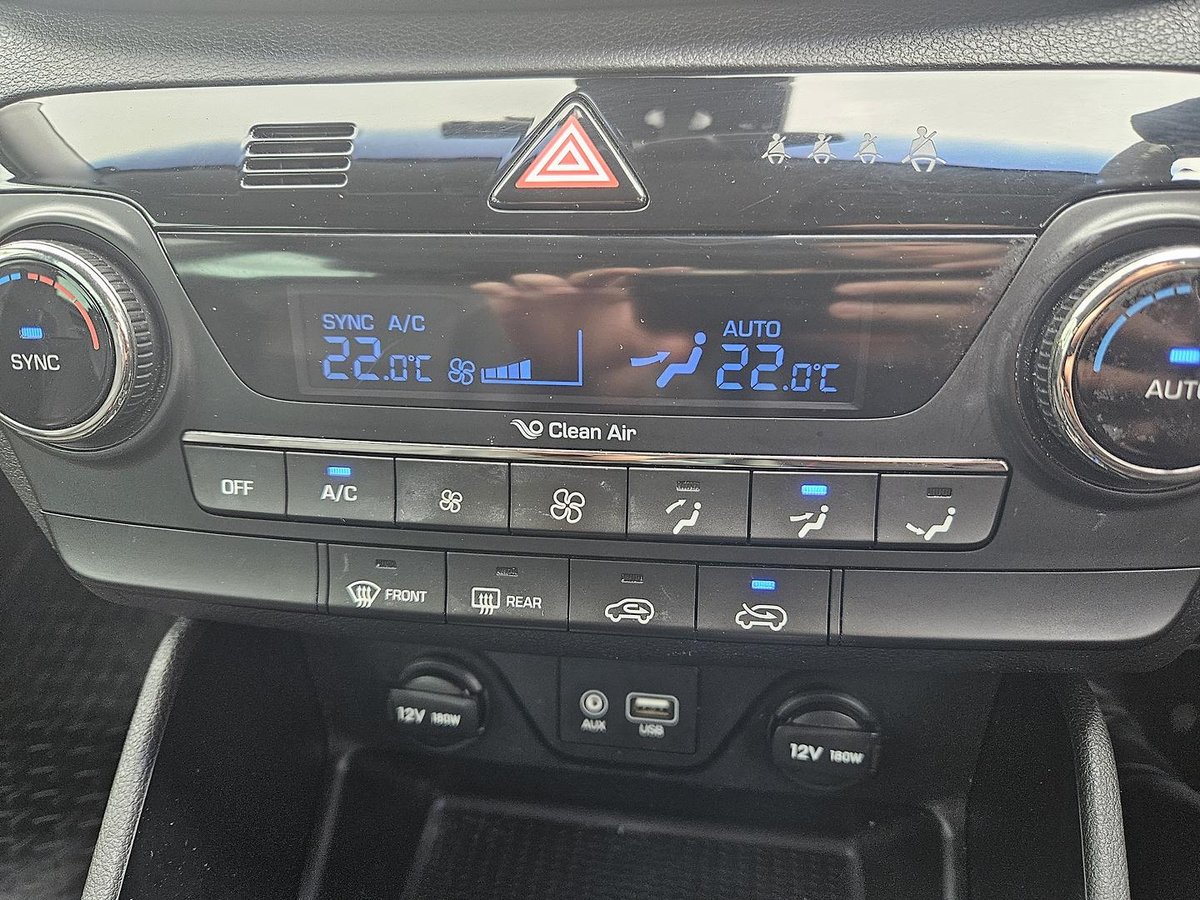 SYNC A/C
22.0°C
AUTO
22.0°C
SYNC
AUTO
Clean Air
OFF
A/C
FRONT
REAR
12V 180W
AUX
USB
12V 180W